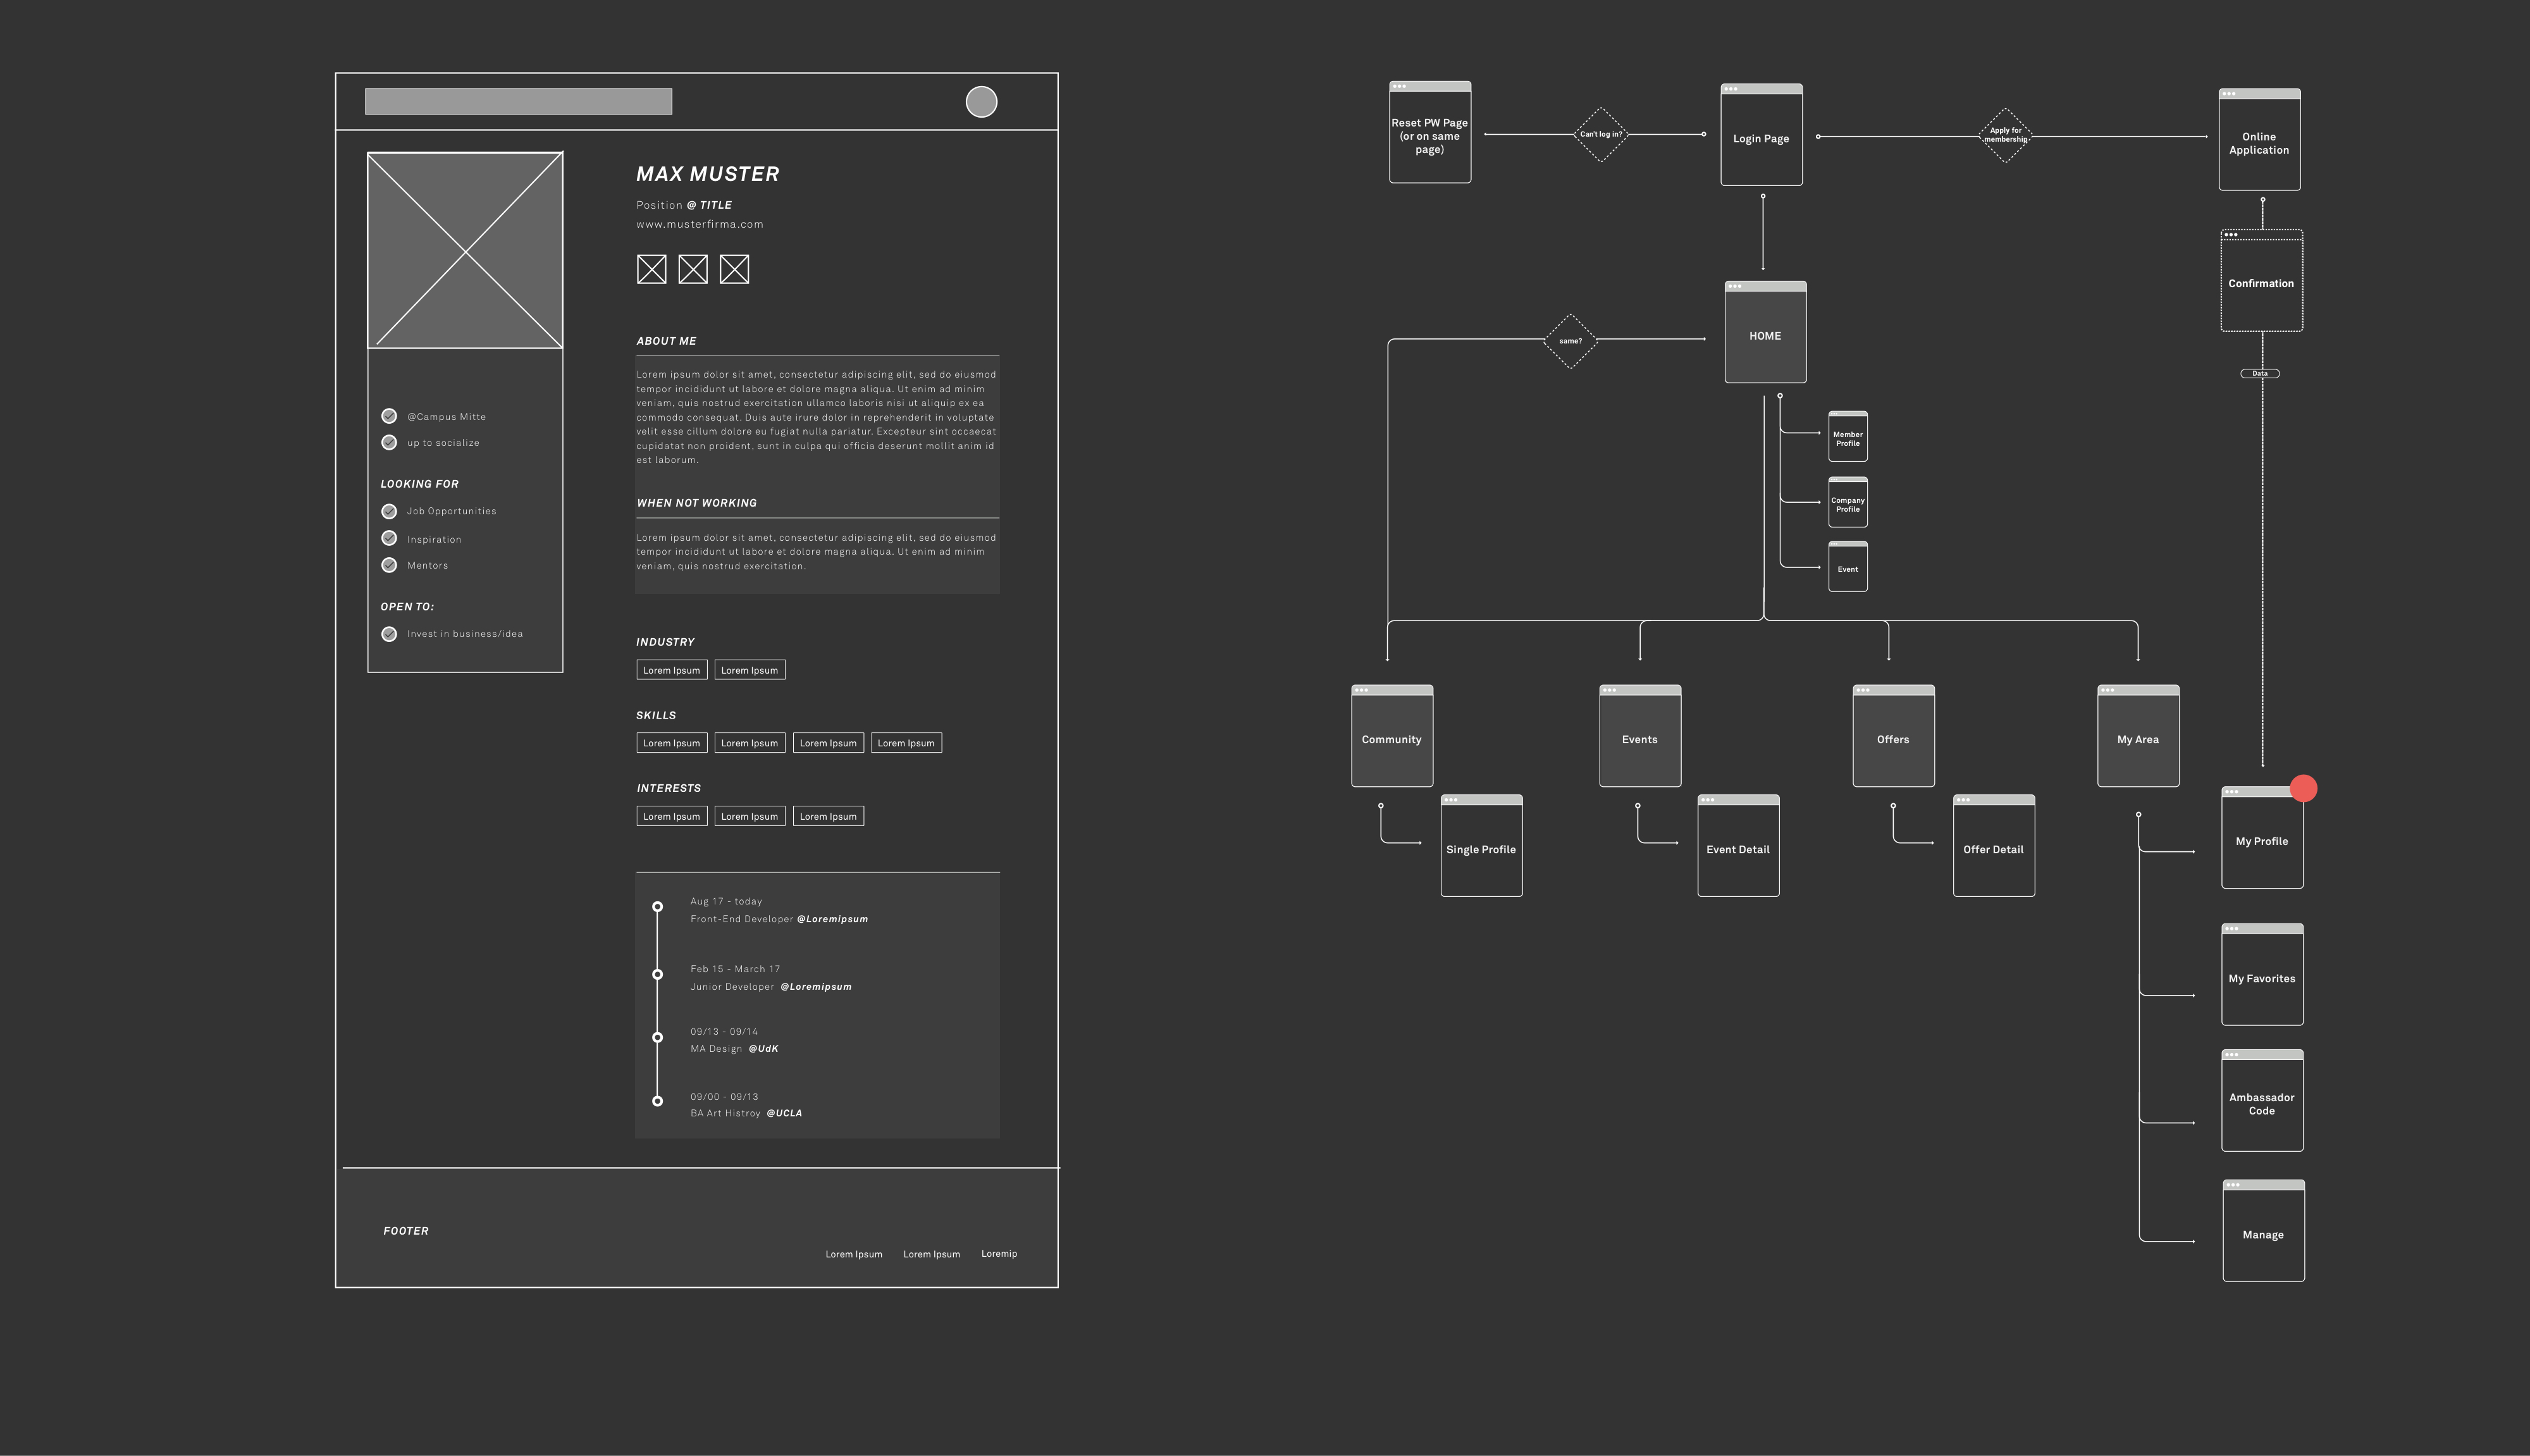 MAX MUSTER
Position @ TITLE
www.musterfirma.com
@Campus Mitte
up to socialize
LOOKING FOR
Job Opportunities
Inspiration
Mentors
OPEN TO:
Invest in business/idea
ABOUT ME
Lorem ipsum dolor sit amet, consectetur adipiscing elit, sed do eiusmod
tempor incididunt ut labore et dolore magna aliqua. Ut enim ad minim
veniam, quis nostrud exercitation ullamco laboris nisi ut aliquip ex ea
commodo consequat. Duis aute irure dolor in reprehenderit in voluptate
velit esse cillum dolore eu fugiat nulla pariatur. Excepteur sint occaecat
cupidatat non proident, sunt in culpa qui officia deserunt mollit anim id
est laborum.
WHEN NOT WORKING
Lorem ipsum dolor sit amet, consectetur adipiscing elit, sed do eiusmod
tempor incididunt ut labore et dolore magna aliqua. Ut enim ad minim
veniam, quis nostrud exercitation.
INDUSTRY
Lorem Ipsum Lorem Ipsum
SKILLS
Lorem Ipsum Lorem Ipsum Lorem Ipsum Lorem Ipsum
INTERESTS
Lorem Ipsum Lorem Ipsum Lorem Ipsum
Aug 17 - today
Front-End Developer @Loremipsum
Feb 15 - March 17
Junior Developer @Loremipsum
09/13 - 09/14
MA Design @UdK
09/00 - 09/13
BA Art Histroy @UCLA
FOOTER
Lorem Ipsum Lorem Ipsum Loremip
Reset PW Page
(or on same
page)
Can't log in?
Login Page
Apply for
membership
Online
Application
Confirmation
Data
same?
HOME
Member
Profile
Company
Profile
Event
Community
Events
Offers
My Area
Single Profile
Event Detail
Offer Detail
My Profile
My Favorites
Ambassador
Code
Manage